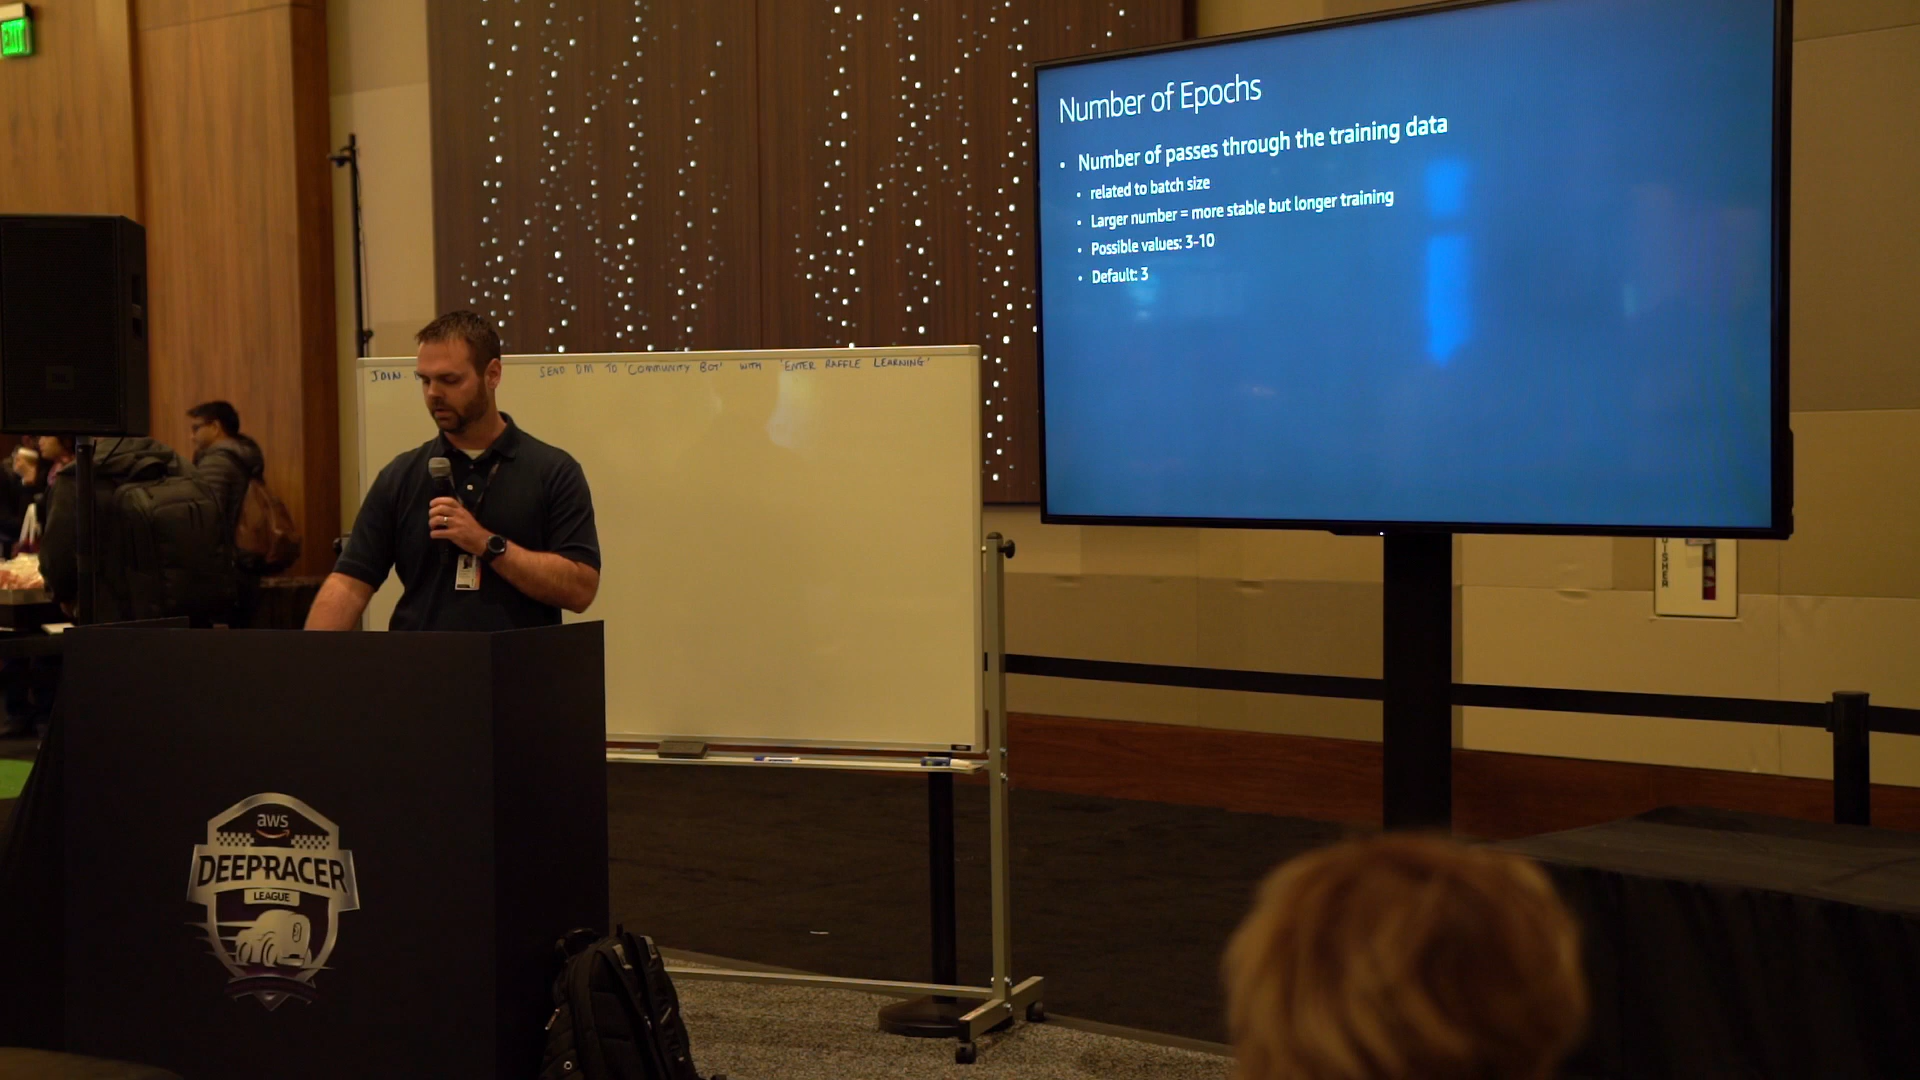 EXIT
Number of Epochs
• Number of passes through the training data
• related to batch size
• Larger number = more stable but longer training
• Possible values: 3-10
• Default: 3
JOIN SEND DM TO 'COMMUNITY BOT' WITH 'ENTER RAFFLE LEARNING'
aws
DEEPRACER
LEAGUE